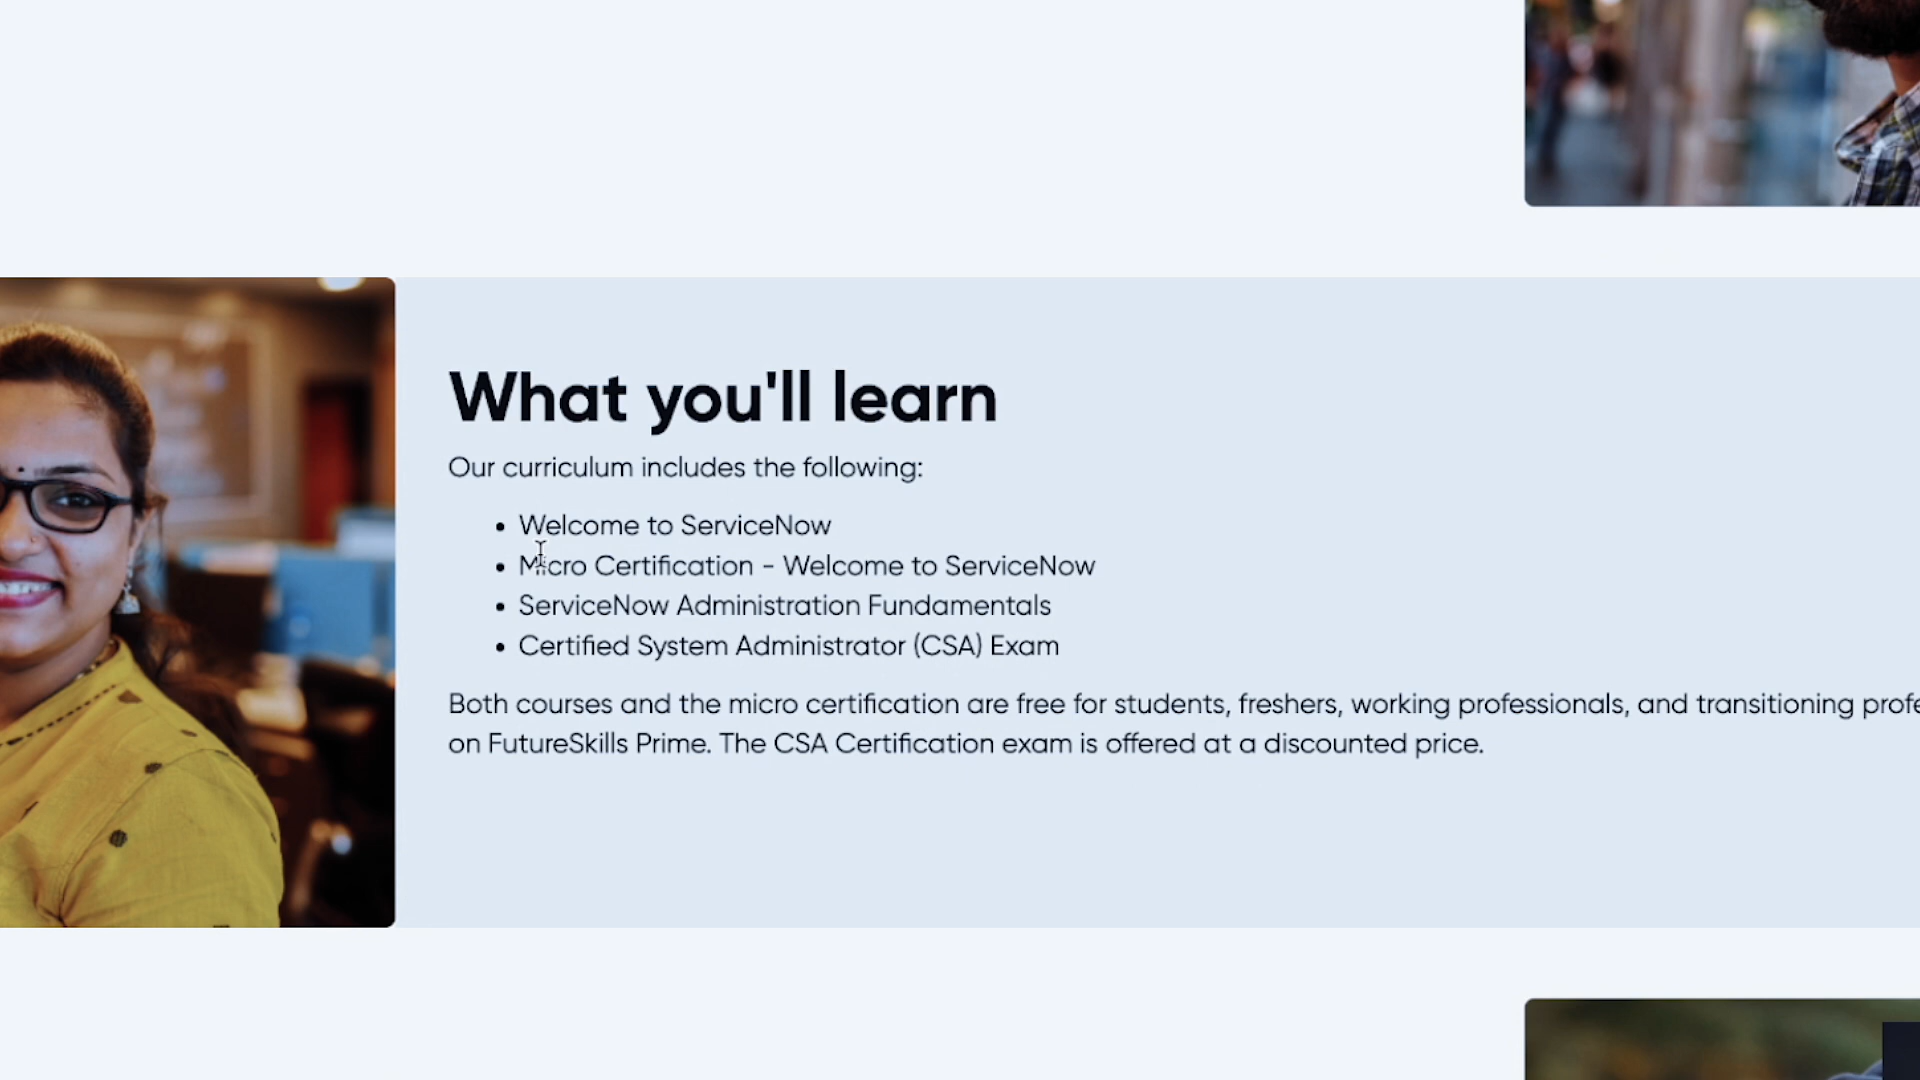 What you'll learn
Our curriculum includes the following:
• Welcome to ServiceNow
• Micro Certification - Welcome to ServiceNow
• ServiceNow Administration Fundamentals
• Certified System Administrator (CSA) Exam
Both courses and the micro certification are free for students, freshers, working professionals, and transitioning
on FutureSkills Prime. The CSA Certification exam is offered at a discounted price.